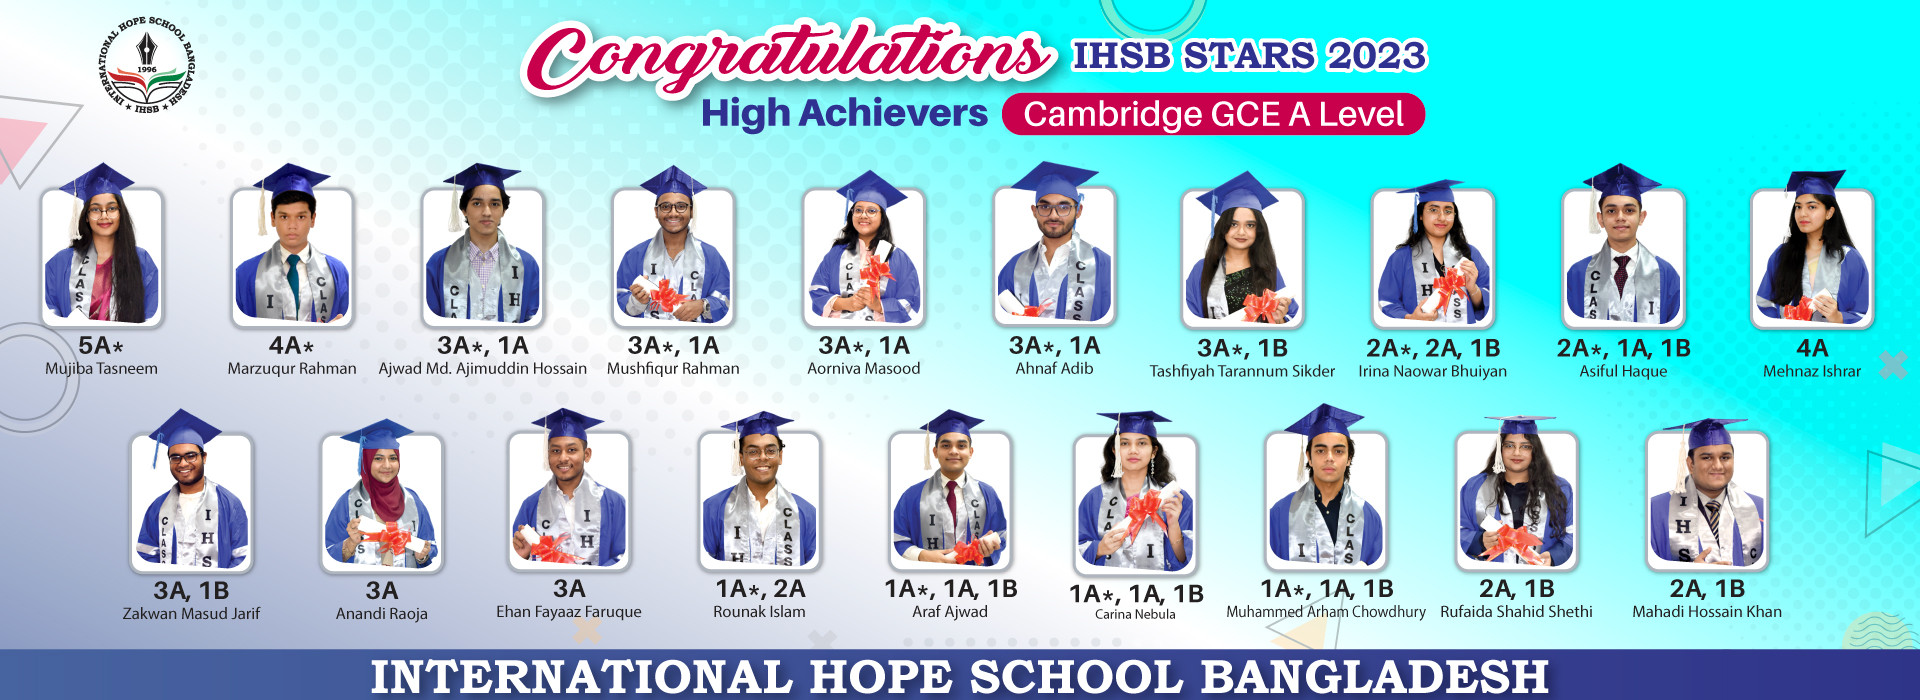 INTERNATIONAL HOPE SCHOOL BANGLADESH
1996
★ IHSB ★
Congratulations IHSB STARS 2023
High Achievers Cambridge GCE A Level
5A* 4A* 3A*, 1A 3A*, 1A 3A*, 1A 3A*, 1A 3A*, 1B 2A*, 2A, 1B 2A*, 1A, 1B 4A
Mujiba Tasneem Marzuqur Rahman Ajwad Md. Ajimuddin Hossain Mushfiqur Rahman Aorniva Masood Ahnaf Adib Tashfiyah Tarannum Sikder Irina Naowar Bhuiyan Asiful Haque Mehnaz Ishrar
3A, 1B 3A 3A 1A*, 2A 1A*, 1A, 1B 1A*, 1A, 1B 1A*, 1A, 1B 2A, 1B 2A, 1B
Zakwan Masud Jarif Anandi Raoja Ehan Fayaaz Faruque Rounak Islam Araf Ajwad Carina Nebula Muhammed Arham Chowdhury Rufaida Shahid Shethi Mahadi Hossain Khan
INTERNATIONAL HOPE SCHOOL BANGLADESH